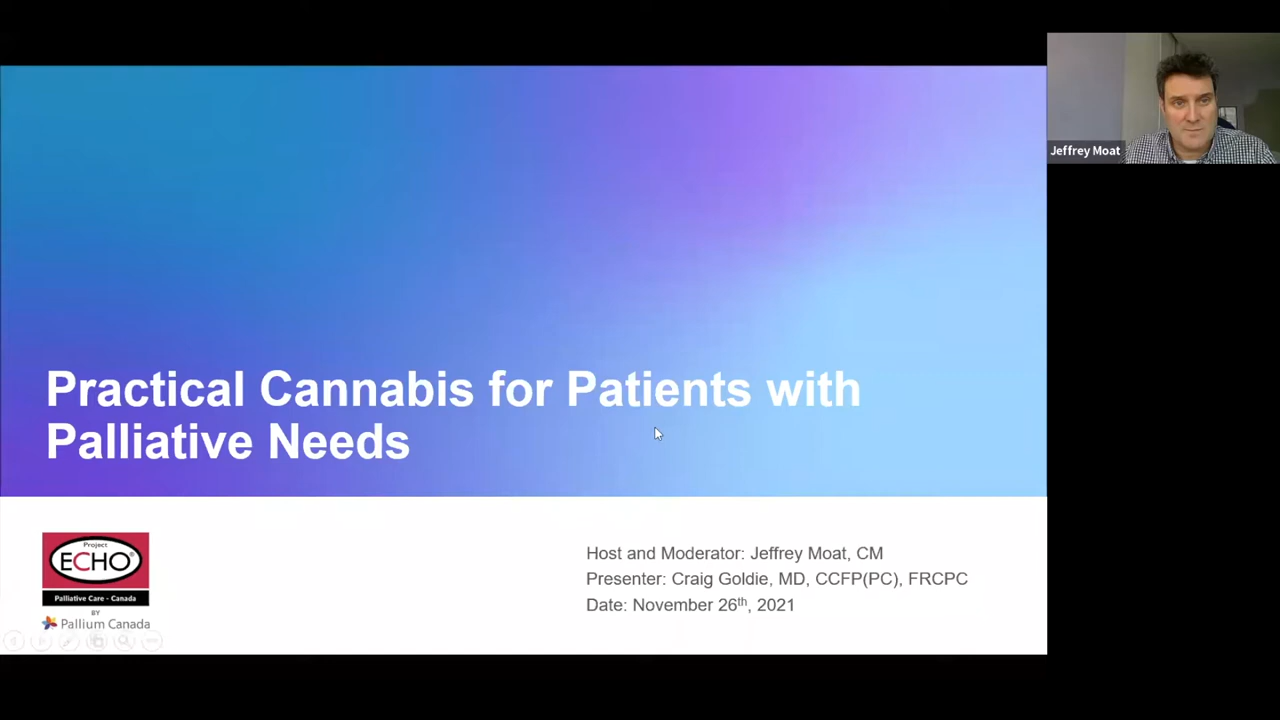 Jeffrey Moat
Practical Cannabis for Patients with
Palliative Needs
Project
ECHO®
Palliative Care - Canada
BY
Pallium Canada
Host and Moderator: Jeffrey Moat, CM
Presenter: Craig Goldie, MD, CCFP(PC), FRCPC
Date: November 26th, 2021